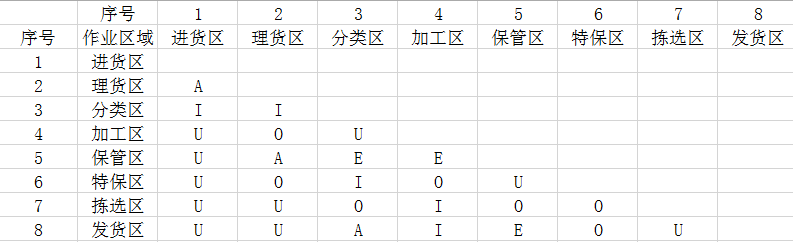 序号 1 2 3 4 5 6 7 8
序号 作业区域 进货区 理货区 分类区 加工区 保管区 特保区 拣选区 发货区
1 进货区
2 理货区 A
3 分类区 I I
4 加工区 U O U
5 保管区 U A E E
6 特保区 U O I O U
7 拣选区 U U O I O O
8 发货区 U U A I E O U